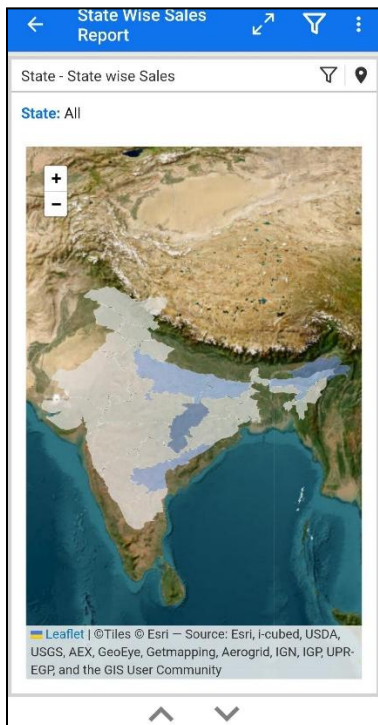 State Wise Sales
Report
State - State wise Sales
State: All
+
−
Leaflet | ©Tiles © Esri — Source: Esri, i-cubed, USDA,
USGS, AEX, GeoEye, Getmapping, Aerogrid, IGN, IGP, UPR-
EGP, and the GIS User Community